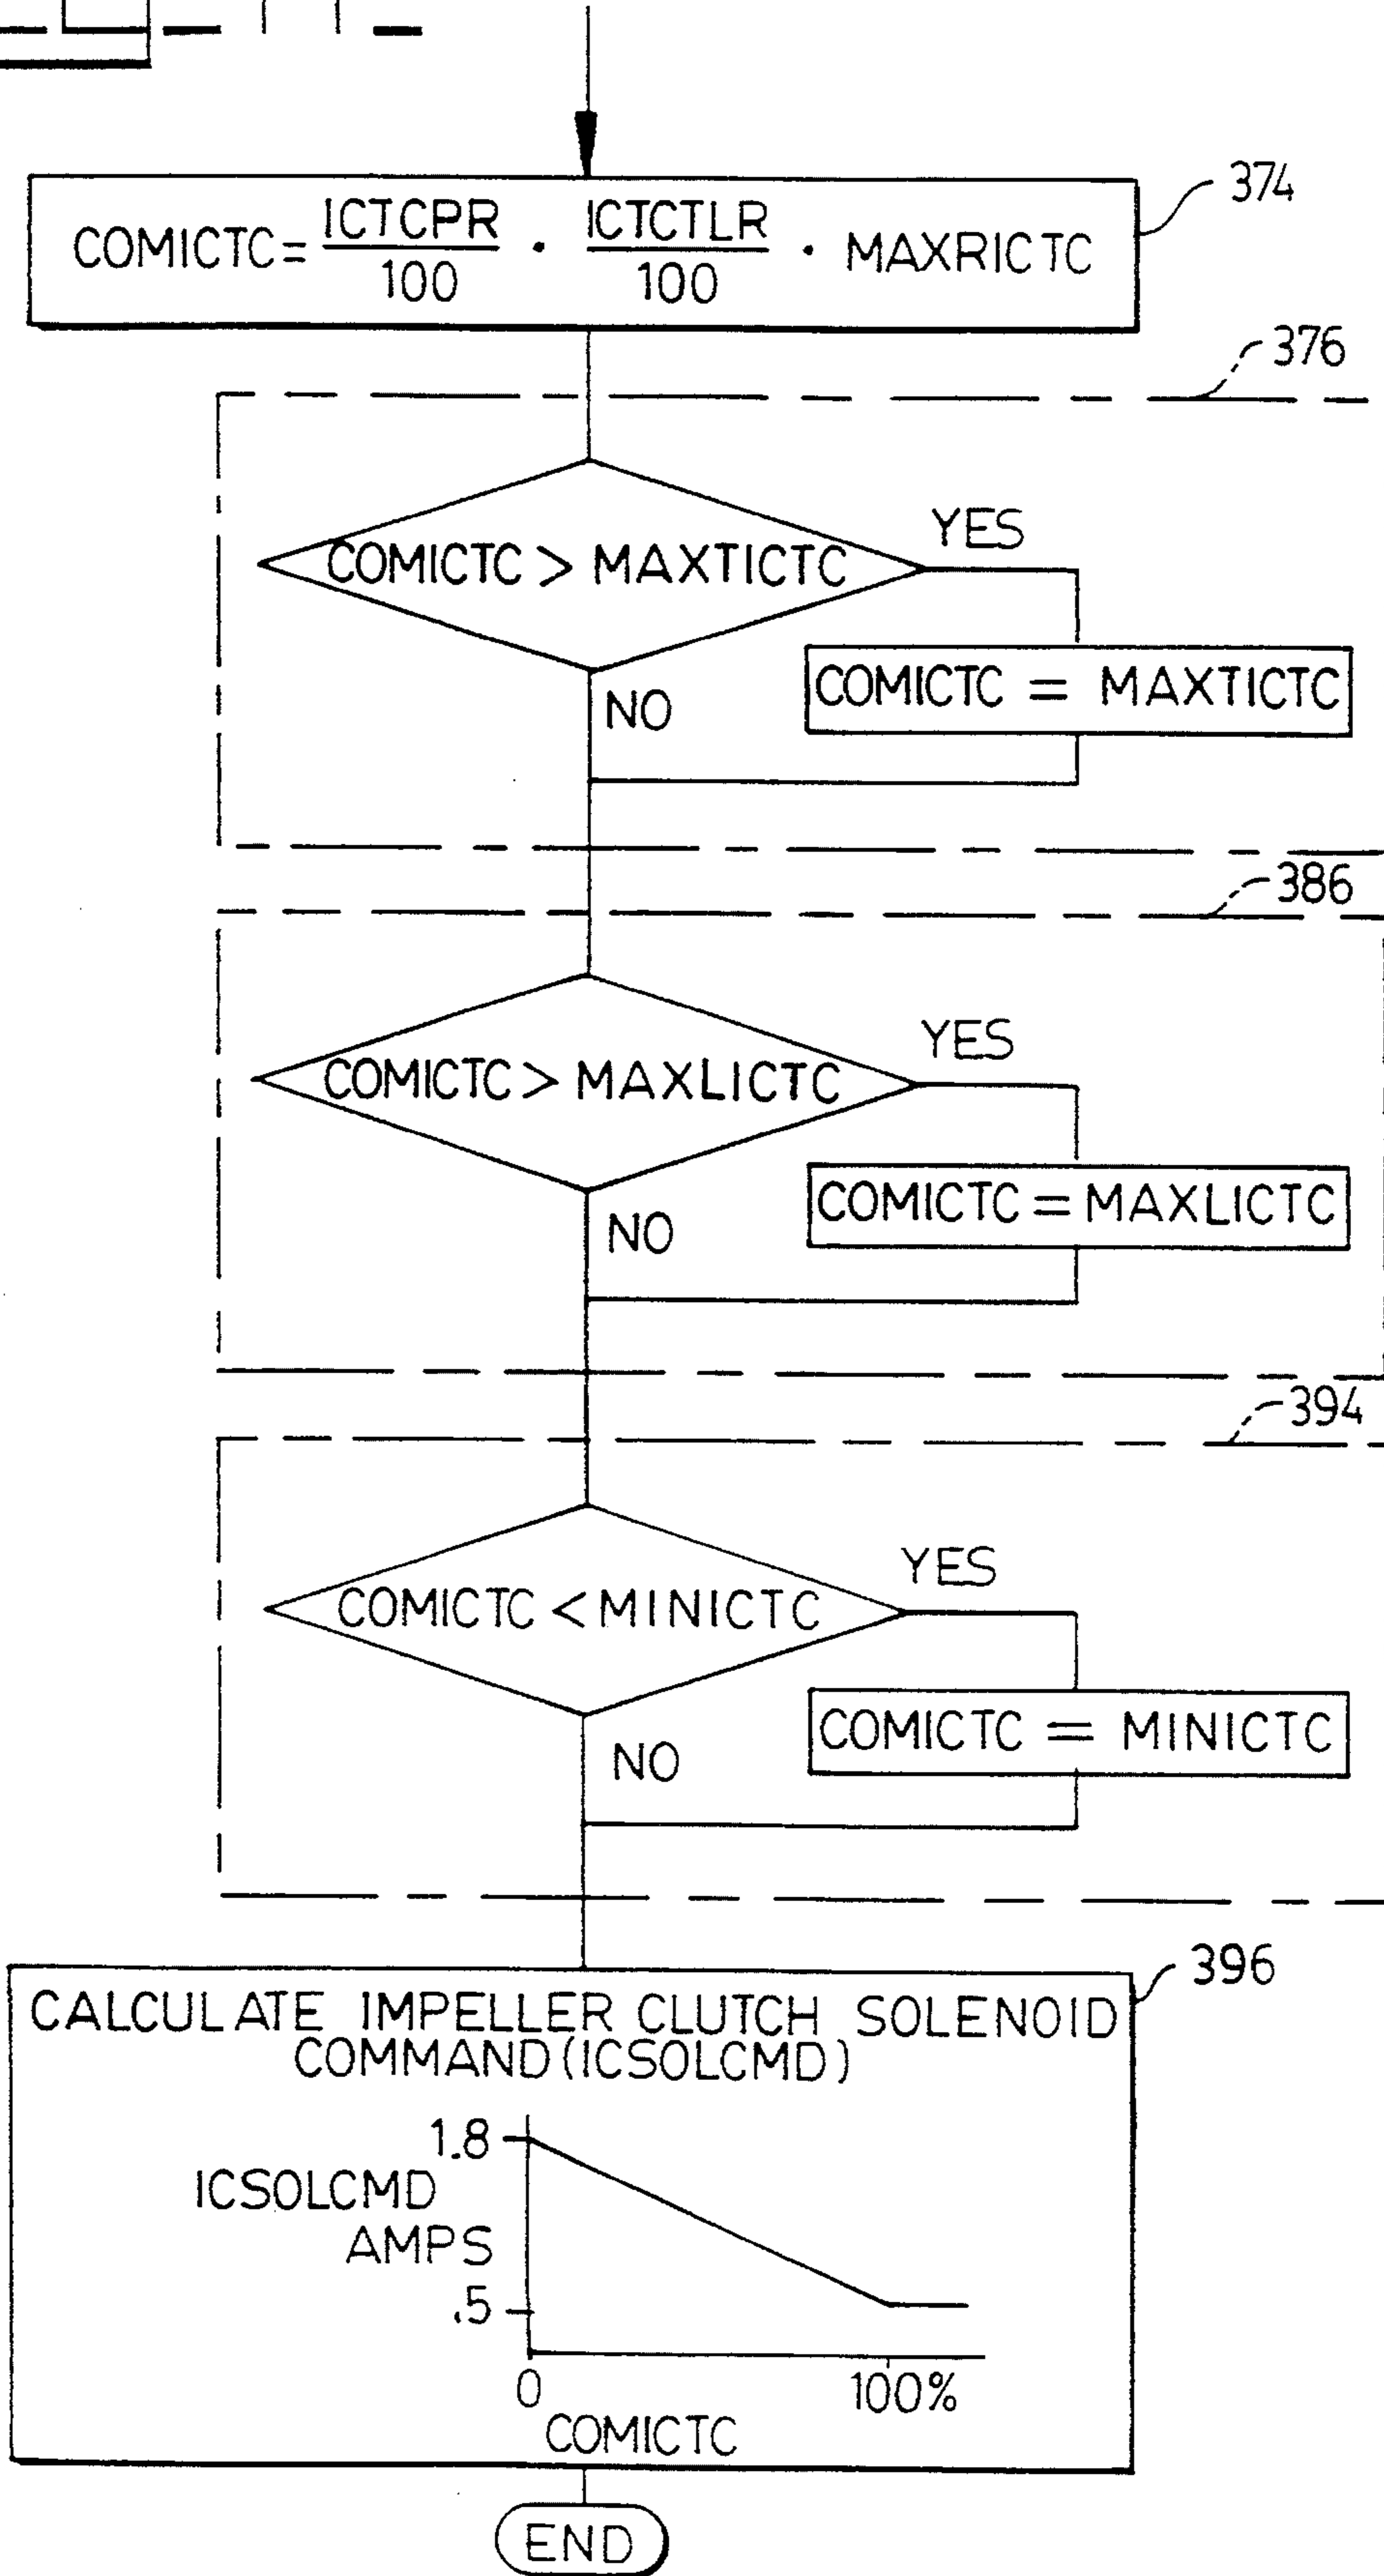 374
COMICTC = ICTCPR/100 · ICTCTLR/100 · MAXRICTC
376
COMICTC > MAXTICTC
YES
COMICTC = MAXTICTC
NO
386
COMICTC > MAXLICTC
YES
COMICTC = MAXLICTC
NO
394
COMICTC < MINICTC
YES
COMICTC = MINICTC
NO
396
CALCULATE IMPELLER CLUTCH SOLENOID
COMMAND (ICSOLCMD)
1.8
ICSOLCMD
AMPS
.5
0
100%
COMICTC
END